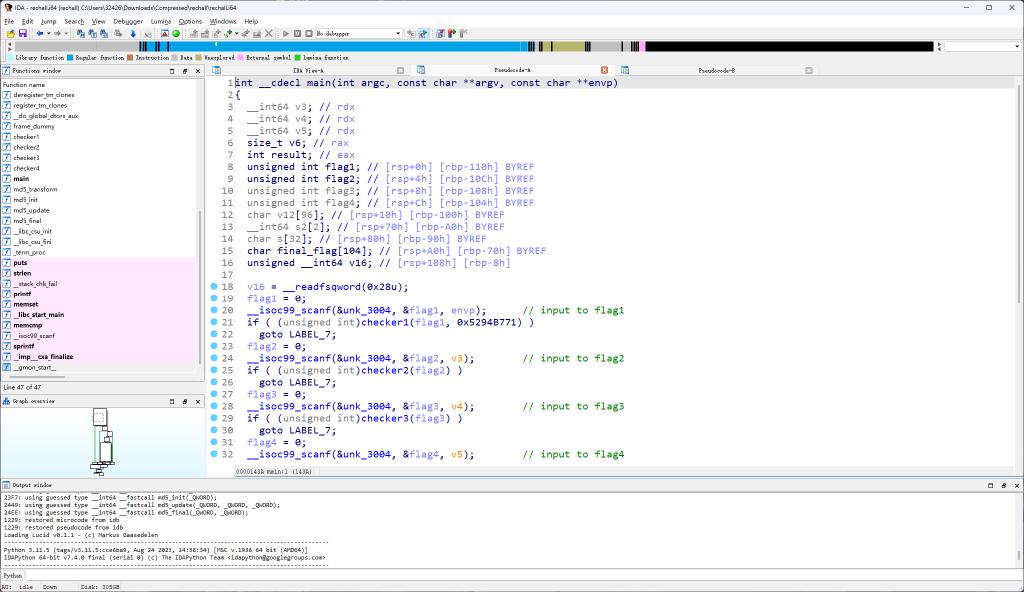 IDA - rechall.i64 (rechall) C:\Users\32426\Downloads\Compressed\rechall\rechall.i64
File Edit Jump Search View Debugger Lumina Options Windows Help
No debugger
Library function Regular function Instruction Data Unexplored External symbol Lumina function
Functions window
Function name
deregister_tm_clones
register_tm_clones
__do_global_dtors_aux
frame_dummy
checker1
checker2
checker3
checker4
main
md5_transform
md5_init
md5_update
md5_final
__libc_csu_init
__libc_csu_fini
_term_proc
puts
strlen
__stack_chk_fail
printf
memset
__libc_start_main
memcmp
__isoc99_scanf
sprintf
__imp__cxa_finalize
__gmon_start__
Line 47 of 47
Graph overview
IDA View-A
Pseudocode-A
Pseudocode-B
1 int __cdecl main(int argc, const char **argv, const char **envp)
2 {
3 __int64 v3; // rdx
4 __int64 v4; // rdx
5 __int64 v5; // rdx
6 size_t v6; // rax
7 int result; // eax
8 unsigned int flag1; // [rsp+0h] [rbp-110h] BYREF
9 unsigned int flag2; // [rsp+4h] [rbp-10Ch] BYREF
10 unsigned int flag3; // [rsp+8h] [rbp-108h] BYREF
11 unsigned int flag4; // [rsp+Ch] [rbp-104h] BYREF
12 char v12[96]; // [rsp+10h] [rbp-100h] BYREF
13 __int64 s2[2]; // [rsp+70h] [rbp-A0h] BYREF
14 char s[32]; // [rsp+80h] [rbp-90h] BYREF
15 char final_flag[104]; // [rsp+A0h] [rbp-70h] BYREF
16 unsigned __int64 v16; // [rsp+108h] [rbp-8h]
17
18 v16 = __readfsqword(0x28u);
19 flag1 = 0;
20 __isoc99_scanf(&unk_3004, &flag1, envp); // input to flag1
21 if ( (unsigned int)checker1(flag1, 0x5294B771) )
22 goto LABEL_7;
23 flag2 = 0;
24 __isoc99_scanf(&unk_3004, &flag2, v3); // input to flag2
25 if ( (unsigned int)checker2(flag2) )
26 goto LABEL_7;
27 flag3 = 0;
28 __isoc99_scanf(&unk_3004, &flag3, v4); // input to flag3
29 if ( (unsigned int)checker3(flag3) )
30 goto LABEL_7;
31 flag4 = 0;
32 __isoc99_scanf(&unk_3004, &flag4, v5); // input to flag4
0000143A main:1 (143A)
Output window
23F7: using guessed type __int64 __fastcall md5_init(_QWORD);
2449: using guessed type __int64 __fastcall md5_update(_QWORD, _QWORD, _QWORD);
24EE: using guessed type __int64 __fastcall md5_final(_QWORD, _QWORD);
1229: restored microcode from idb
1229: restored pseudocode from idb
Loading Lucid v0.1.1 - (c) Markus Gaasedelen
Python 3.11.5 (tags/v3.11.5:cce6ba9, Aug 24 2023, 14:38:34) [MSC v.1936 64 bit (AMD64)]
IDAPython 64-bit v7.4.0 final (serial 0) (c) The IDAPython Team <idapython@googlegroups.com>
Python
AU: idle Down Disk: 305GB